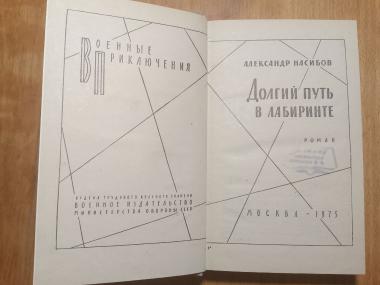 Военные
Приключения
ОРДЕНА ТРУДОВОГО КРАСНОГО ЗНАМЕНИ
ВОЕННОЕ ИЗДАТЕЛЬСТВО
МИНИСТЕРСТВА ОБОРОНЫ СССР
АЛЕКСАНДР НАСИБОВ
Долгий путь
в лабиринте
РОМАН
МОСКВА - 1975